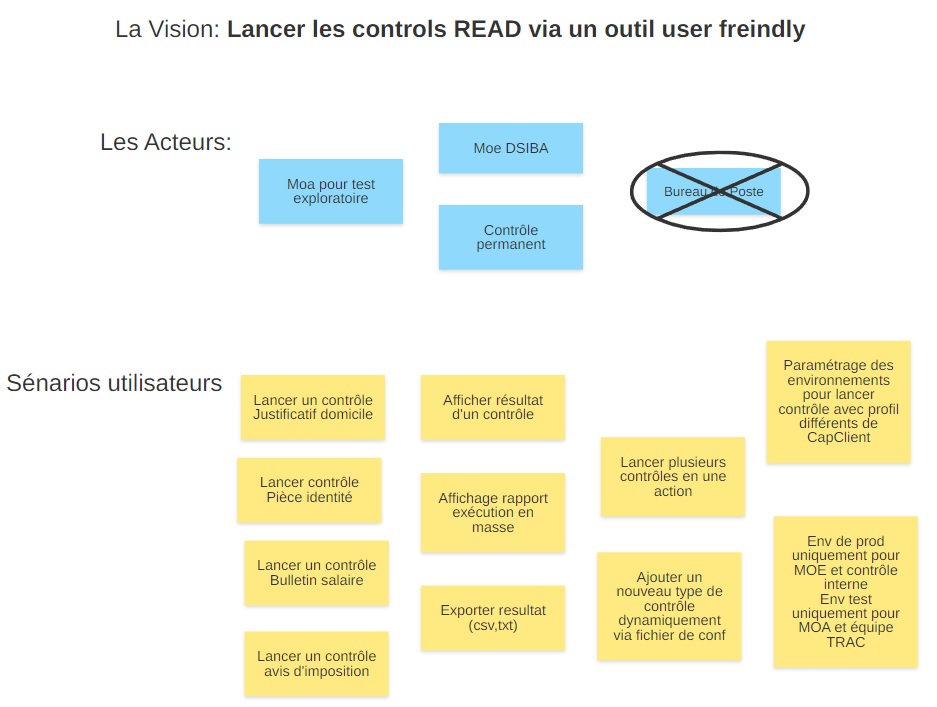 La Vision: Lancer les controls READ via un outil user freindly
Les Acteurs:
Moa pour test
exploratoire
Moe DSIBA
Contrôle
permanent
Bureau de Poste
Sénarios utilisateurs
Lancer un contrôle
Justificatif domicile
Lancer contrôle
Pièce identité
Lancer un contrôle
Bulletin salaire
Lancer un contrôle
avis d'imposition
Afficher résultat
d'un contrôle
Affichage rapport
exécution en
masse
Exporter resultat
(csv,txt)
Lancer plusieurs
contrôles en une
action
Ajouter un
nouveau type de
contrôle
dynamiquement
via fichier de conf
Paramétrage des
environnements
pour lancer
contrôle avec profil
différents de
CapClient
Env de prod
uniquement pour
MOE et contrôle
interne
Env test
uniquement pour
MOA et équipe
TRAC